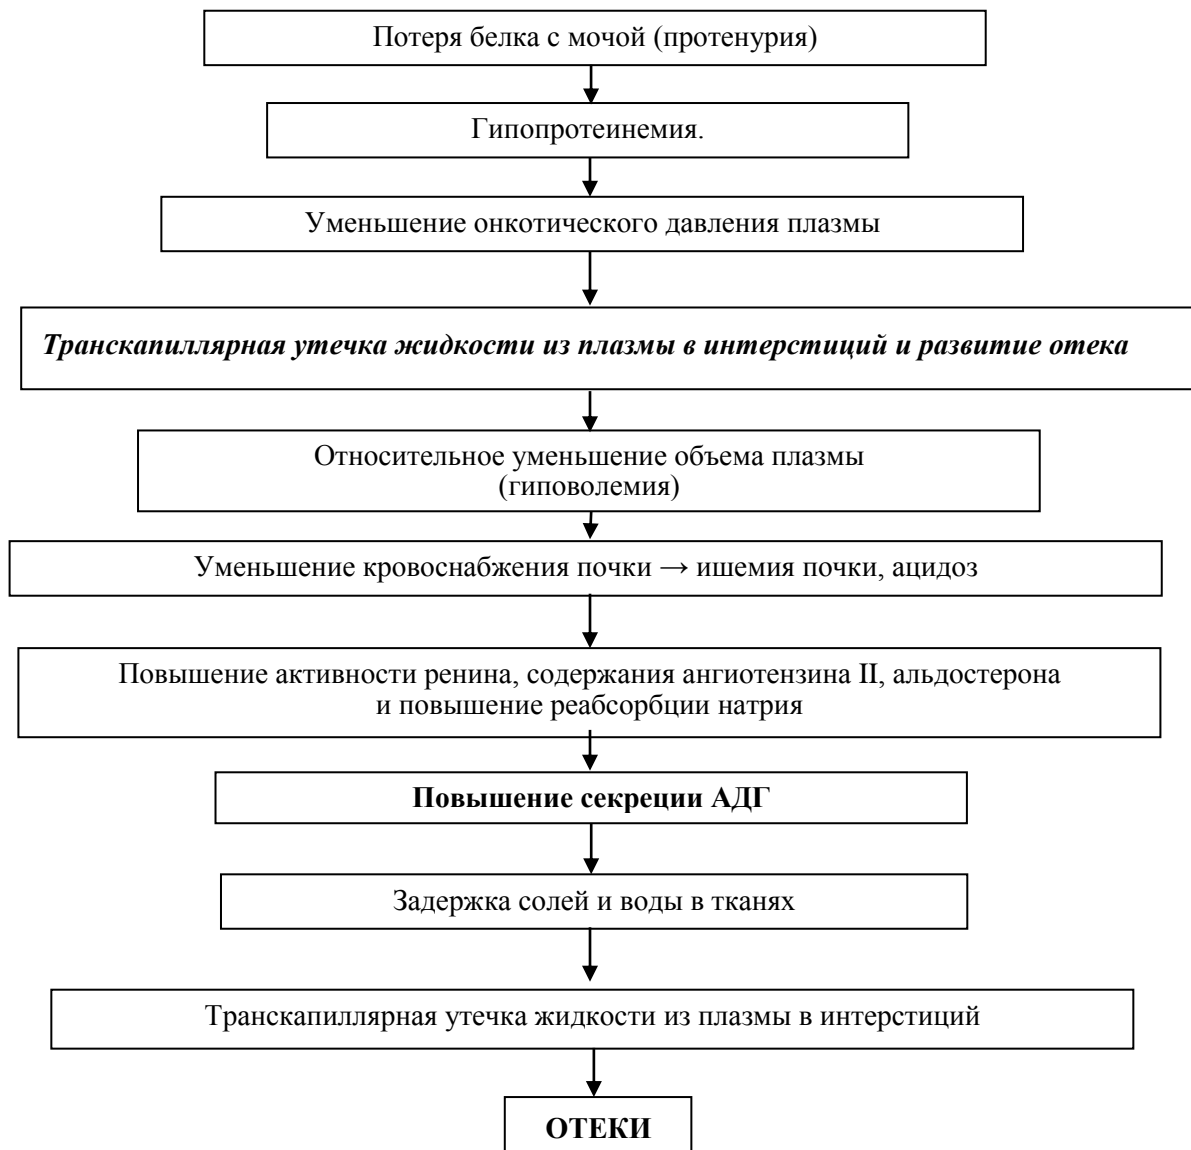 Потеря белка с мочой (протенурия)
Гипопротеинемия.
Уменьшение онкотического давления плазмы
Транскапиллярная утечка жидкости из плазмы в интерстиций и развитие отека
Относительное уменьшение объема плазмы
(гиповолемия)
Уменьшение кровоснабжения почки → ишемия почки, ацидоз
Повышение активности ренина, содержания ангиотензина II, альдостерона
и повышение реабсорбции натрия
Повышение секреции АДГ
Задержка солей и воды в тканях
Транскапиллярная утечка жидкости из плазмы в интерстиций
ОТЕКИ